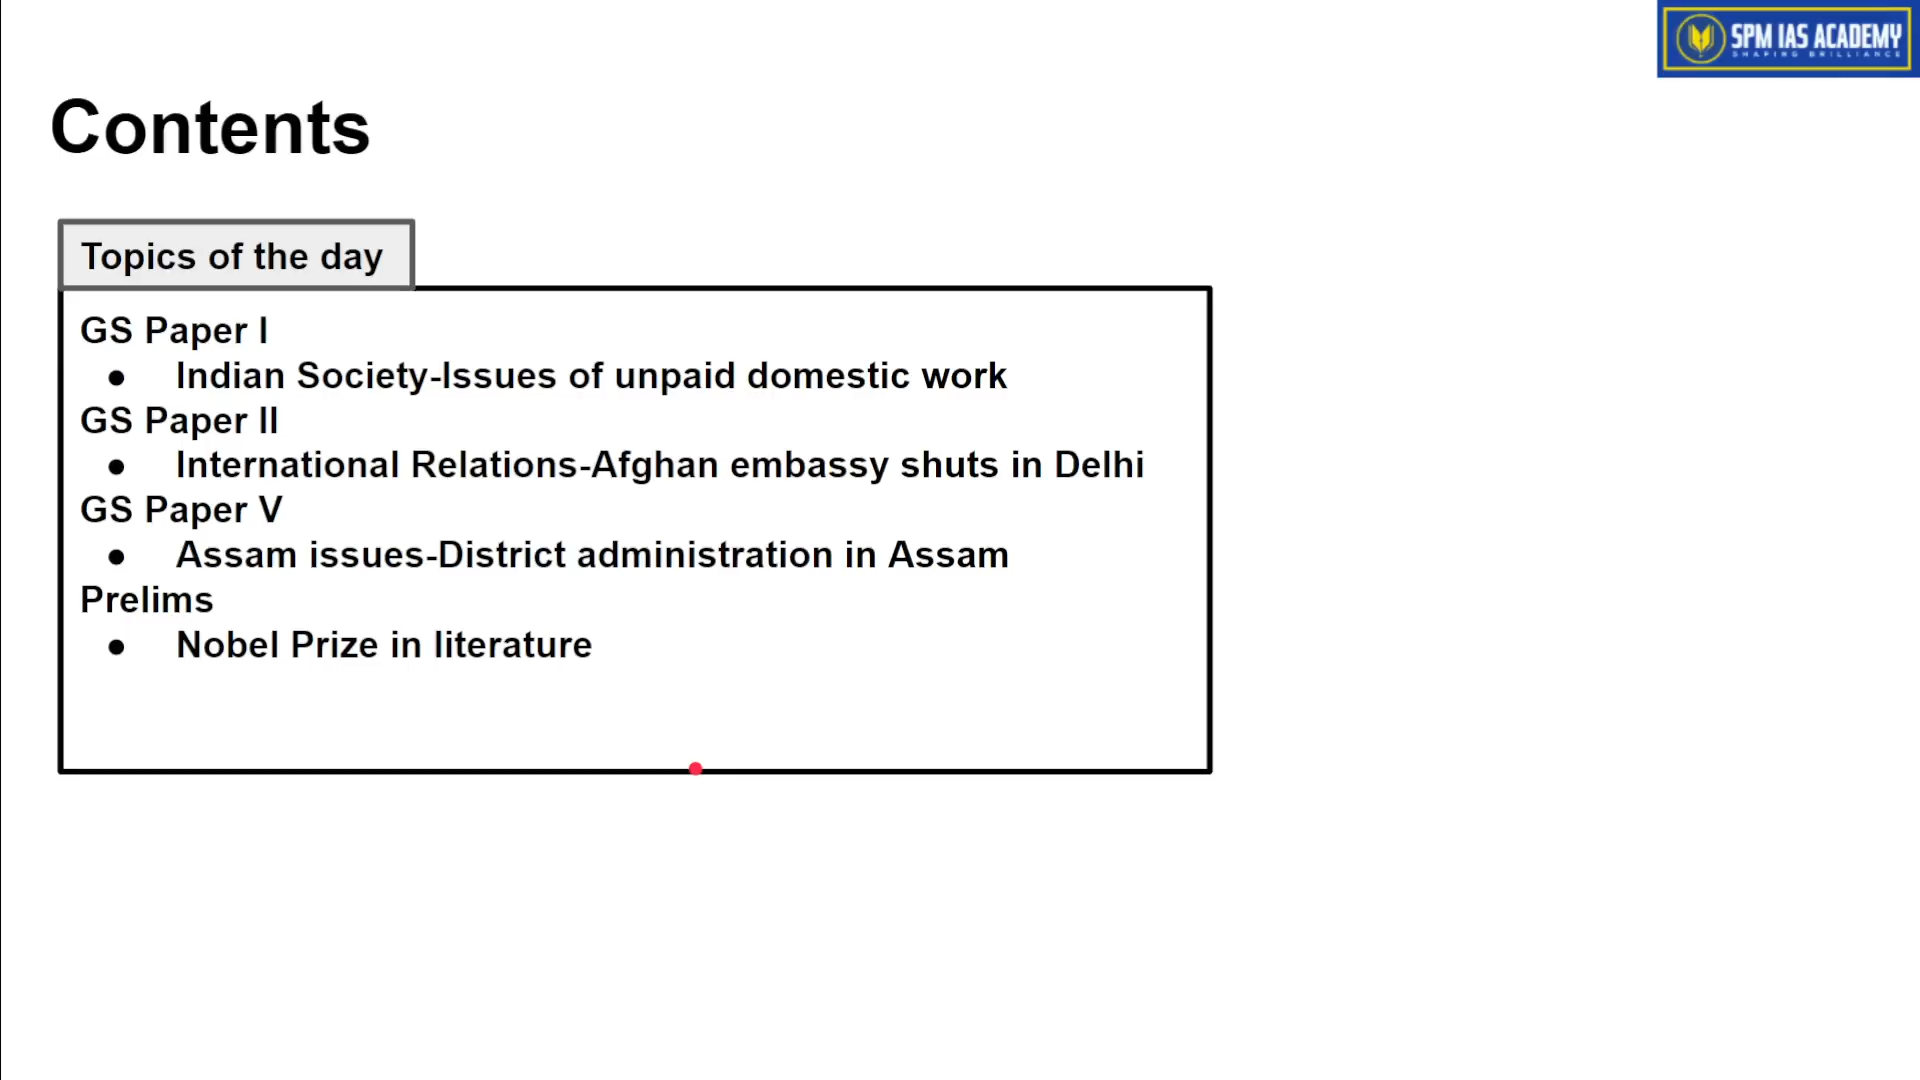 SPM IAS ACADEMY
SHAPING BRILLIANCE
Contents
Topics of the day
GS Paper I
● Indian Society-Issues of unpaid domestic work
GS Paper II
● International Relations-Afghan embassy shuts in Delhi
GS Paper V
● Assam issues-District administration in Assam
Prelims
● Nobel Prize in literature